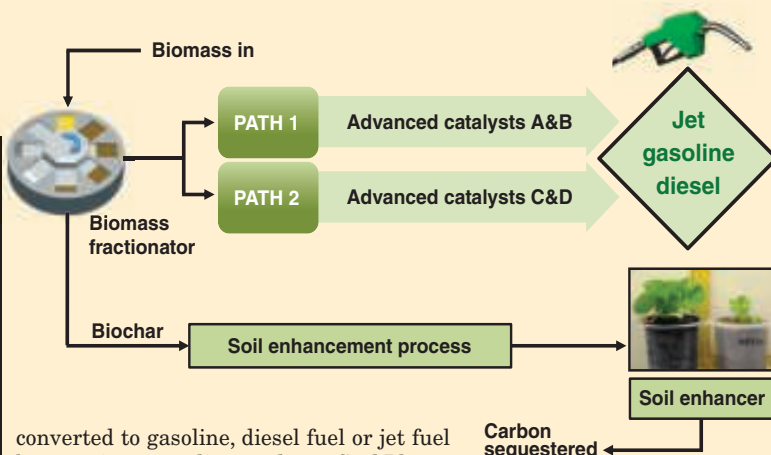 Biomass in
PATH 1
Advanced catalysts A&B
Jet
gasoline
diesel
PATH 2
Advanced catalysts C&D
Biomass
fractionator
Biochar
Soil enhancement process
Soil enhancer
Carbon
sequestered
converted to gasoline, diesel fuel or jet fuel